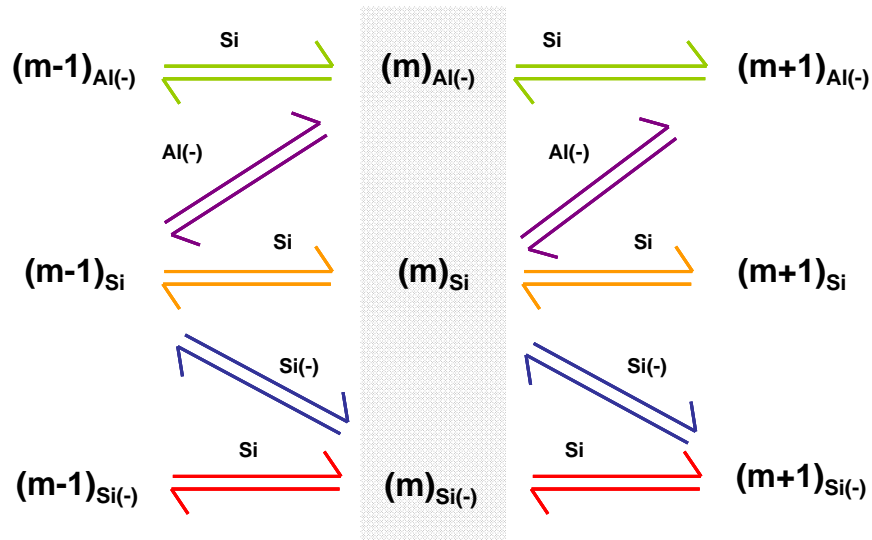 Si Si
(m-1)Al(-) (m)Al(-) (m+1)Al(-)
Al(-) Al(-)
Si Si
(m-1)Si (m)Si (m+1)Si
Si(-) Si(-)
Si Si
(m-1)Si(-) (m)Si(-) (m+1)Si(-)